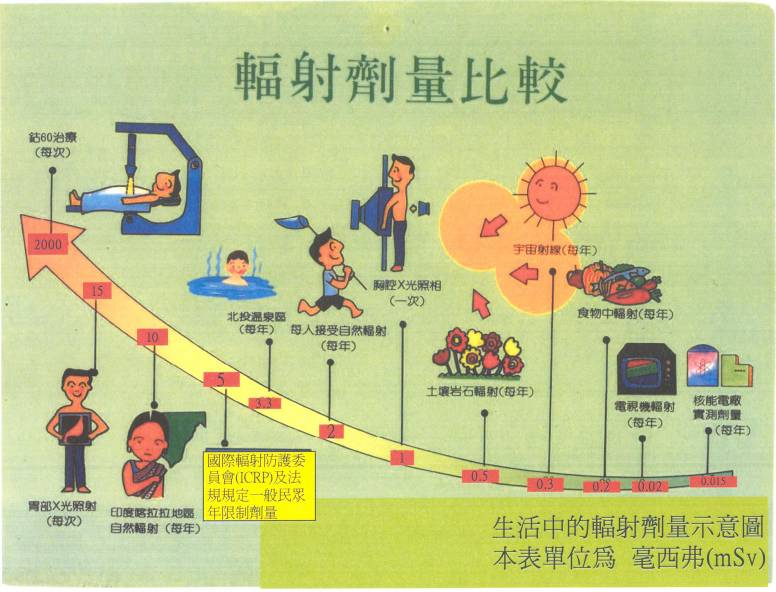 輻射劑量比較
鈷60治療
(每次)
2000
15
10
5
3.3
2
1
0.5
0.3
0.2
0.02
0.015
北投溫泉區
(每年)
每人接受自然輻射
(每年)
胸腔X光照相
(一次)
宇宙射線(每年)
食物中輻射(每年)
土壤岩石輻射(每年)
電視機輻射
(每年)
核能電廠
實測劑量
(每年)
胃部X光照射
(每次)
印度喀拉拉地區
自然輻射(每年)
國際輻射防護委
員會(ICRP)及法
規規定一般民眾
年限制劑量
生活中的輻射劑量示意圖
本表單位爲 毫西弗(mSv)